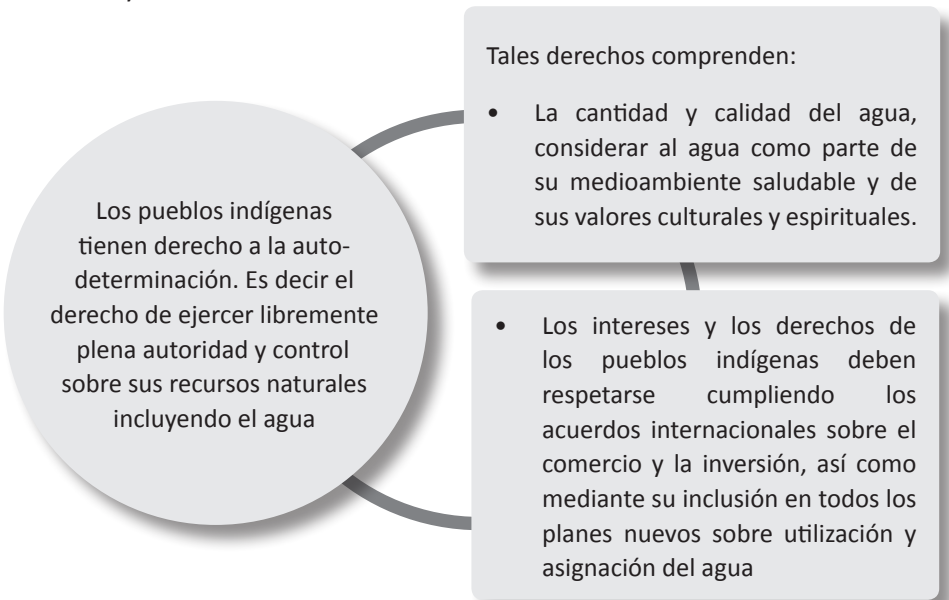 Los pueblos indígenas
tienen derecho a la auto-
determinación. Es decir el
derecho de ejercer libremente
plena autoridad y control
sobre sus recursos naturales
incluyendo el agua
Tales derechos comprenden:
• La cantidad y calidad del agua,
considerar al agua como parte de
su medioambiente saludable y de
sus valores culturales y espirituales.
• Los intereses y los derechos de
los pueblos indígenas deben
respetarse cumpliendo los
acuerdos internacionales sobre el
comercio y la inversión, así como
mediante su inclusión en todos los
planes nuevos sobre utilización y
asignación del agua